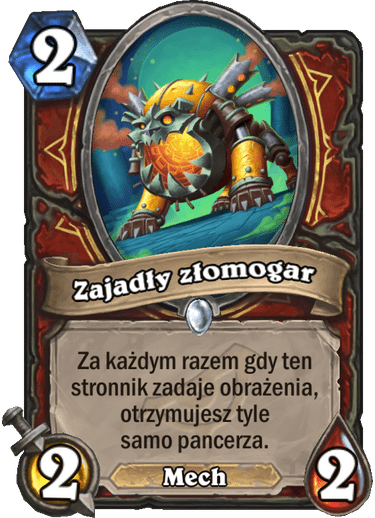 2
Zajadły złomogar
Za każdym razem gdy ten
stronnik zadaje obrażenia,
otrzymujesz tyle
samo pancerza.
2
Mech
2